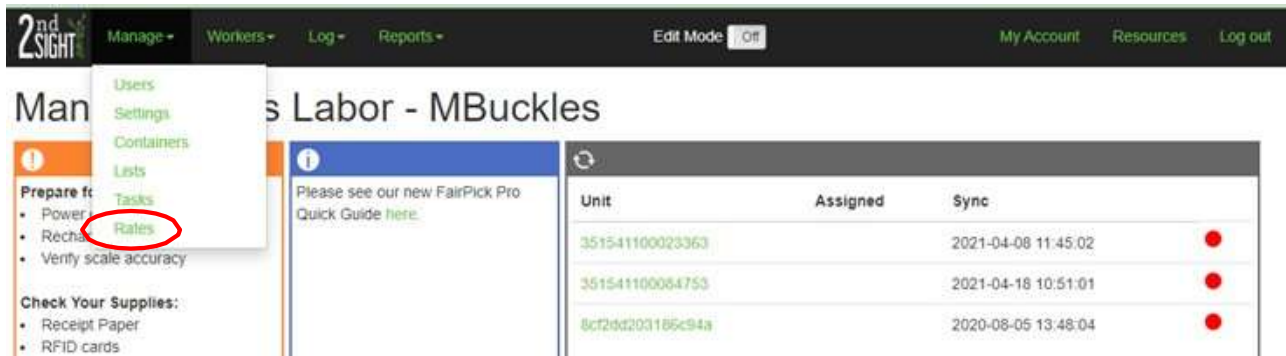 2nd SIGHT Manage Workers Log Reports Edit Mode Off My Account Resources Log out
Users
Settings
Containers
Lists
Tasks
Rates
Man s Labor - MBuckles
Prepare fo
• Power
• Rechar
• Verify scale accuracy
Check Your Supplies:
• Receipt Paper
• RFID cards
Please see our new FairPick Pro
Quick Guide here.
Unit Assigned Sync
351541100023363 2021-04-08 11:45:02
351541100084753 2021-04-18 10:51:01
8cf2dd203186c94a 2020-08-05 13:48:04